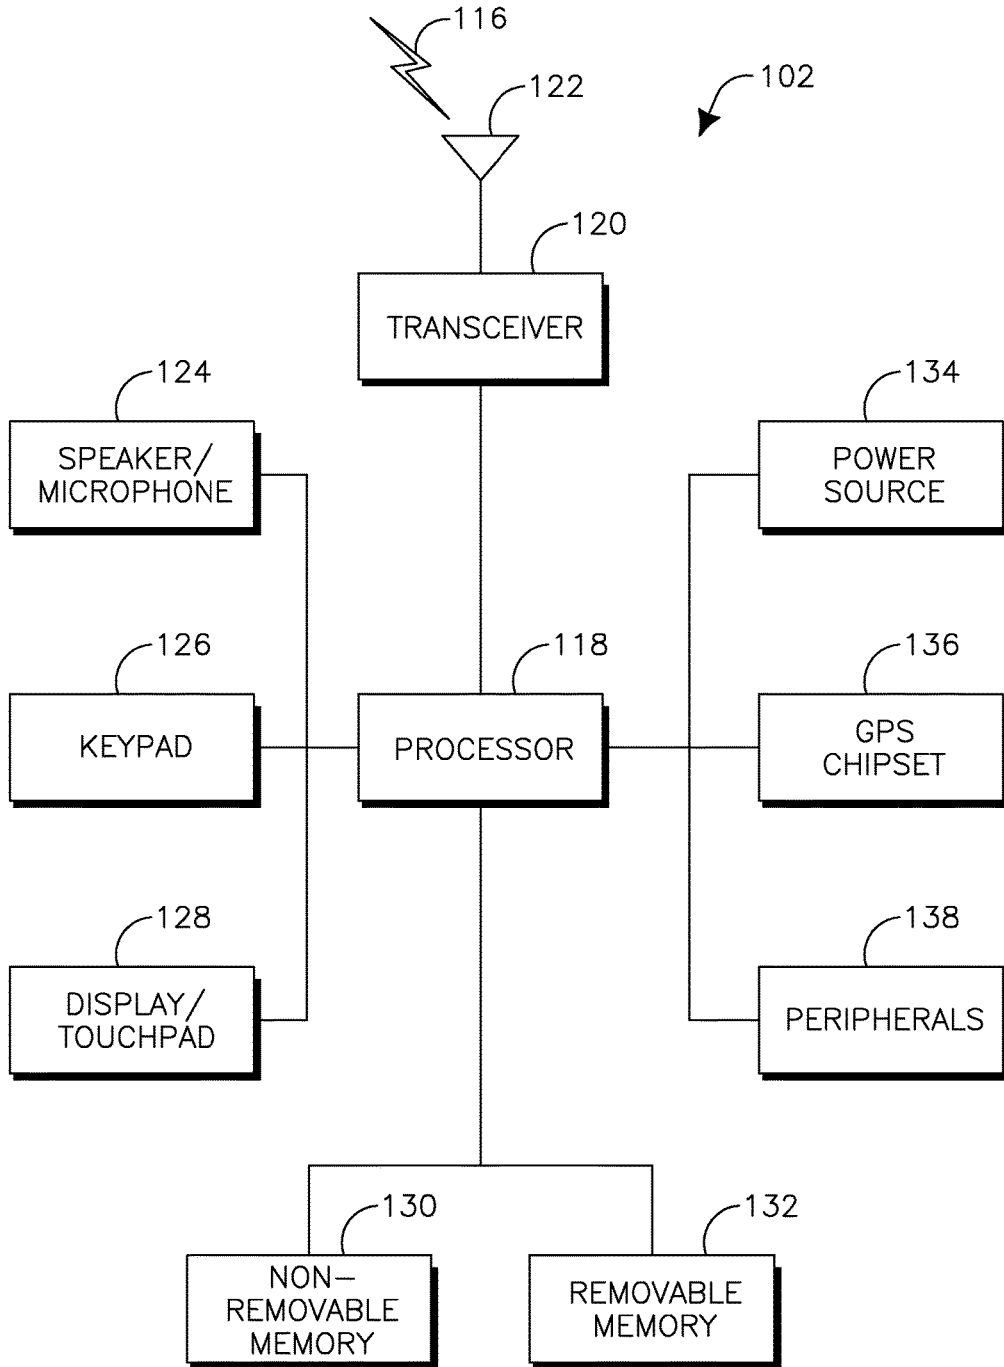 116
122
102
120
TRANSCEIVER
124
134
SPEAKER/
MICROPHONE
POWER
SOURCE
126
118
136
KEYPAD
PROCESSOR
GPS
CHIPSET
128
138
DISPLAY/
TOUCHPAD
PERIPHERALS
130
132
NON-
REMOVABLE
MEMORY
REMOVABLE
MEMORY